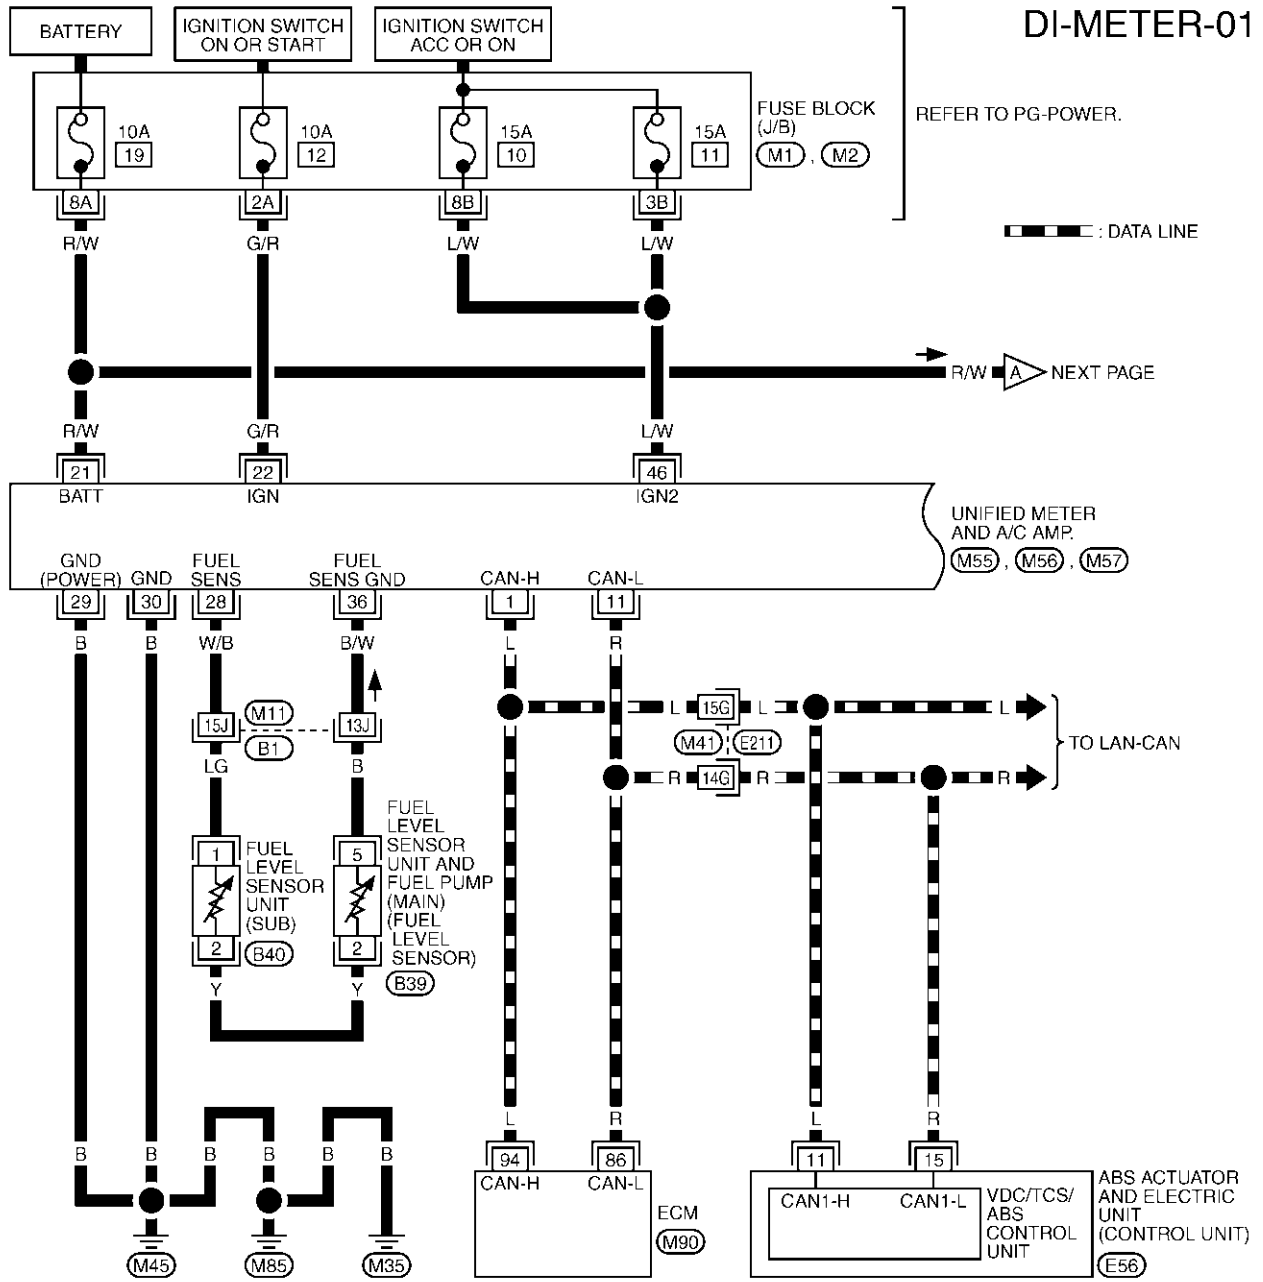 DI-METER-01
BATTERY
IGNITION SWITCH
ON OR START
IGNITION SWITCH
ACC OR ON
10A
19
10A
12
15A
10
15A
11
FUSE BLOCK
(J/B)
M1 , M2
REFER TO PG-POWER.
8A 2A 8B 3B
R/W G/R L/W L/W
: DATA LINE
R/W A NEXT PAGE
R/W G/R L/W
21 22 46
BATT IGN IGN2
UNIFIED METER
AND A/C AMP.
M55 , M56 , M57
GND
(POWER)
GND
FUEL
SENS
FUEL
SENS GND
CAN-H CAN-L
29 30 28 36 1 11
B B W/B B/W L R
15J M11 13J
B1
L 15G L L
M41 E211
R 14G R R
TO LAN-CAN
LG B
1
FUEL
LEVEL
SENSOR
UNIT
(SUB)
2
B40
5
FUEL
LEVEL
SENSOR
UNIT AND
FUEL PUMP
(MAIN)
(FUEL
LEVEL
SENSOR)
2
B39
Y Y
L R L R
B B B B B B
94 86 11 15
CAN-H CAN-L
ECM
M90
CAN1-H CAN1-L
VDC/TCS/
ABS
CONTROL
UNIT
ABS ACTUATOR
AND ELECTRIC
UNIT
(CONTROL UNIT)
E56
M45 M85 M35